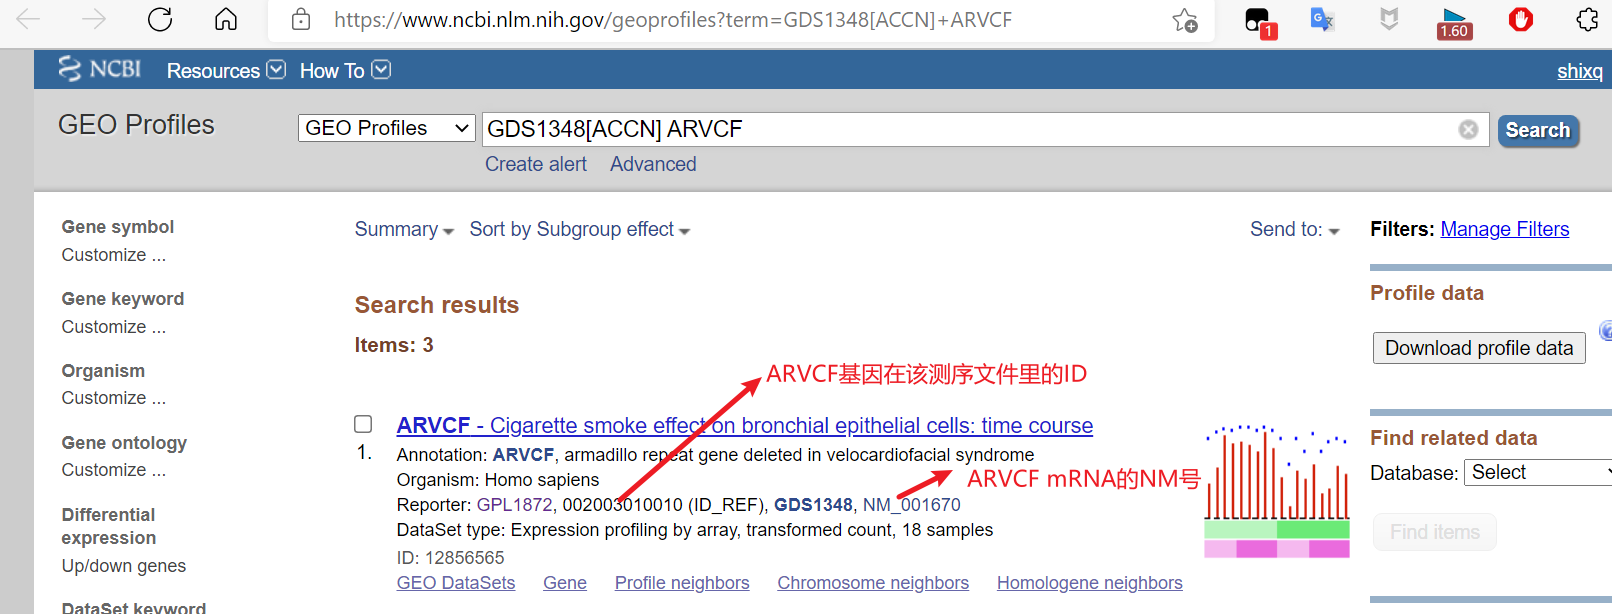 https://www.ncbi.nlm.nih.gov/geoprofiles?term=GDS1348[ACCN]+ARVCF
1
1.60
NCBI Resources How To shixq
GEO Profiles GEO Profiles GDS1348[ACCN] ARVCF Search
Create alert Advanced
Gene symbol
Customize ...
Gene keyword
Customize ...
Organism
Customize ...
Gene ontology
Customize ...
Differential
expression
Up/down genes
DataSet keyword
Summary Sort by Subgroup effect Send to:
Search results
Items: 3
ARVCF基因在该测序文件里的ID
ARVCF - Cigarette smoke effect on bronchial epithelial cells: time course
1. Annotation: ARVCF, armadillo repeat gene deleted in velocardiofacial syndrome
Organism: Homo sapiens
ARVCF mRNA的NM号
Reporter: GPL1872, 002003010010 (ID_REF), GDS1348, NM_001670
DataSet type: Expression profiling by array, transformed count, 18 samples
ID: 12856565
GEO DataSets Gene Profile neighbors Chromosome neighbors Homologene neighbors
Filters: Manage Filters
Profile data
Download profile data
Find related data
Database: Select
Find items